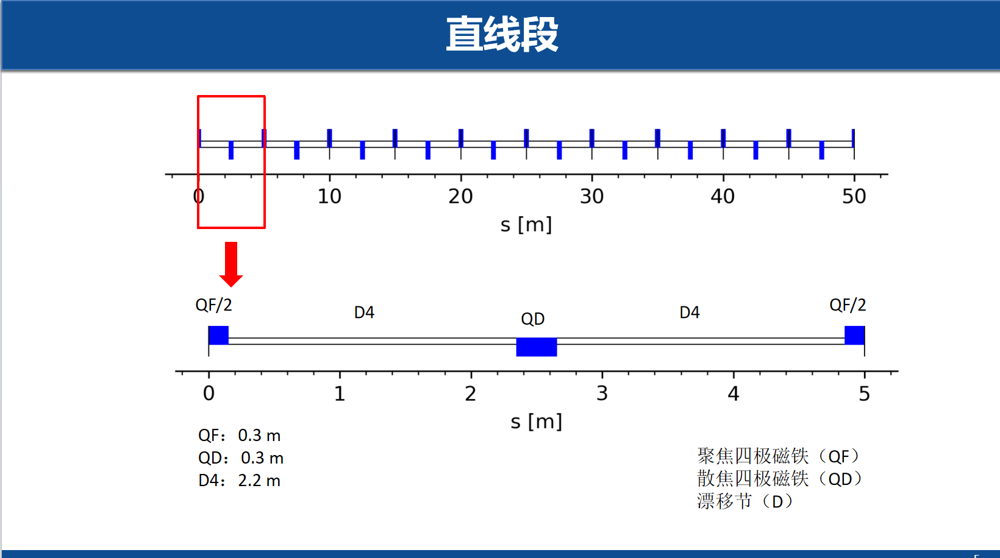 直线段
0 10 20 30 40 50
s [m]
QF/2 D4 QD D4 QF/2
0 1 2 3 4 5
s [m]
QF：0.3 m
QD：0.3 m
D4：2.2 m
聚焦四极磁铁（QF）
散焦四极磁铁（QD）
漂移节（D）